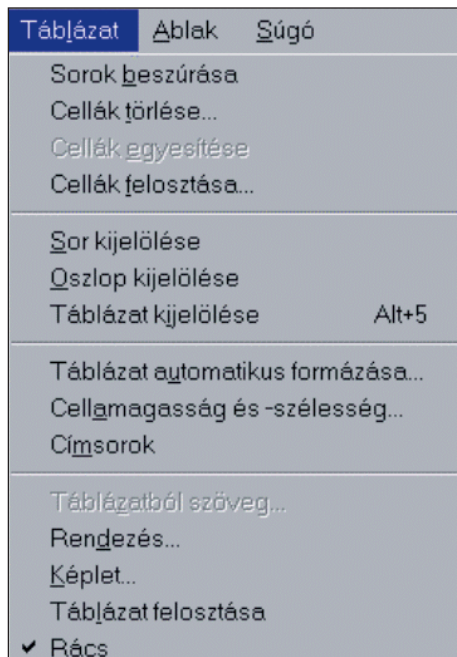 Táblázat Ablak Súgó
Sorok beszúrása
Cellák törlése...
Cellák egyesítése
Cellák felosztása...
Sor kijelölése
Oszlop kijelölése
Táblázat kijelölése Alt+5
Táblázat automatikus formázása...
Cellamagasság és -szélesség...
Címsorok
Táblázatból szöveg...
Rendezés...
Képlet...
Táblázat felosztása
✔ Rács